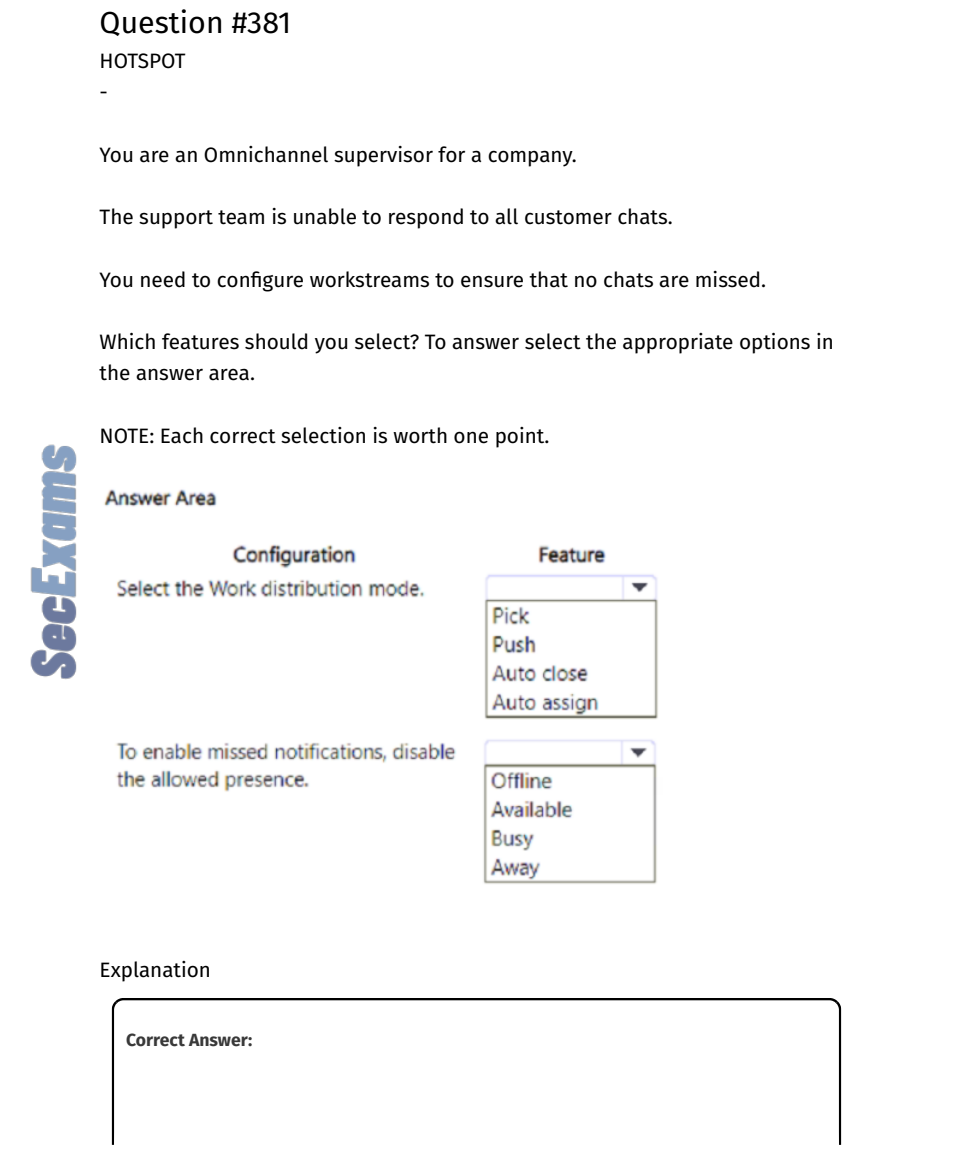 Question #381
HOTSPOT
-
You are an Omnichannel supervisor for a company.
The support team is unable to respond to all customer chats.
You need to configure workstreams to ensure that no chats are missed.
Which features should you select? To answer select the appropriate options in
the answer area.
NOTE: Each correct selection is worth one point.
SecExams
Answer Area
Configuration Feature
Select the Work distribution mode.
Pick
Push
Auto close
Auto assign
To enable missed notifications, disable
the allowed presence.
Offline
Available
Busy
Away
Explanation
Correct Answer: